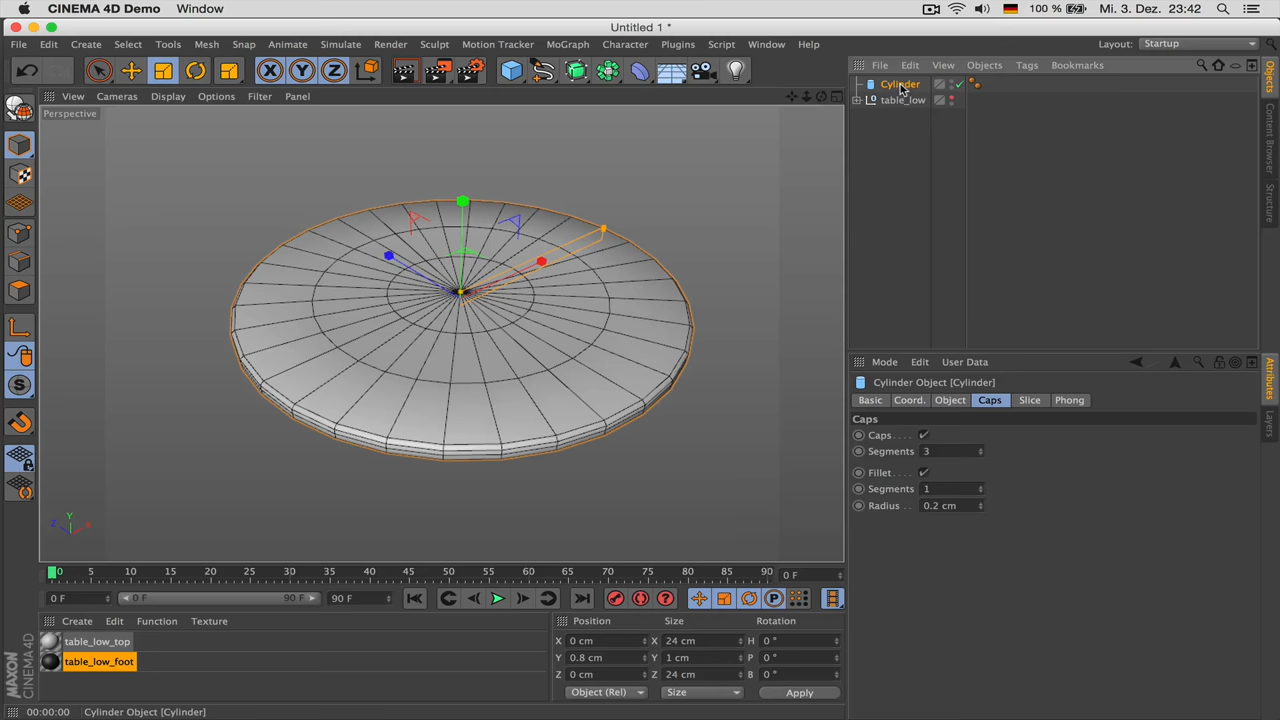 CINEMA 4D Demo Window 100 % Mi. 3. Dez. 23:42
Untitled 1 *
File Edit Create Select Tools Mesh Snap Animate Simulate Render Sculpt Motion Tracker MoGraph Character Plugins Script Window Help Layout: Startup
X Y Z
File Edit View Objects Tags Bookmarks
View Cameras Display Options Filter Panel
Perspective
Cylinder
table_low
Objects
Content Browser
Structure
Mode Edit User Data
Cylinder Object [Cylinder]
Basic Coord. Object Caps Slice Phong
Caps
Caps . . . .
Segments 3
Fillet . . . .
Segments 1
Radius . . 0.2 cm
Attributes
Layers
S
Y
Z X
0 5 10 15 20 25 30 35 40 45 50 55 60 65 70 75 80 85 90 0 F
0 F 0 F 90 F 90 F
P
Create Edit Function Texture
table_low_top
table_low_foot
Position Size Rotation
X 0 cm X 24 cm H 0 °
Y 0.8 cm Y 1 cm P 0 °
Z 0 cm Z 24 cm B 0 °
Object (Rel) Size Apply
MAXON
CINEMA 4D
00:00:00 Cylinder Object [Cylinder]